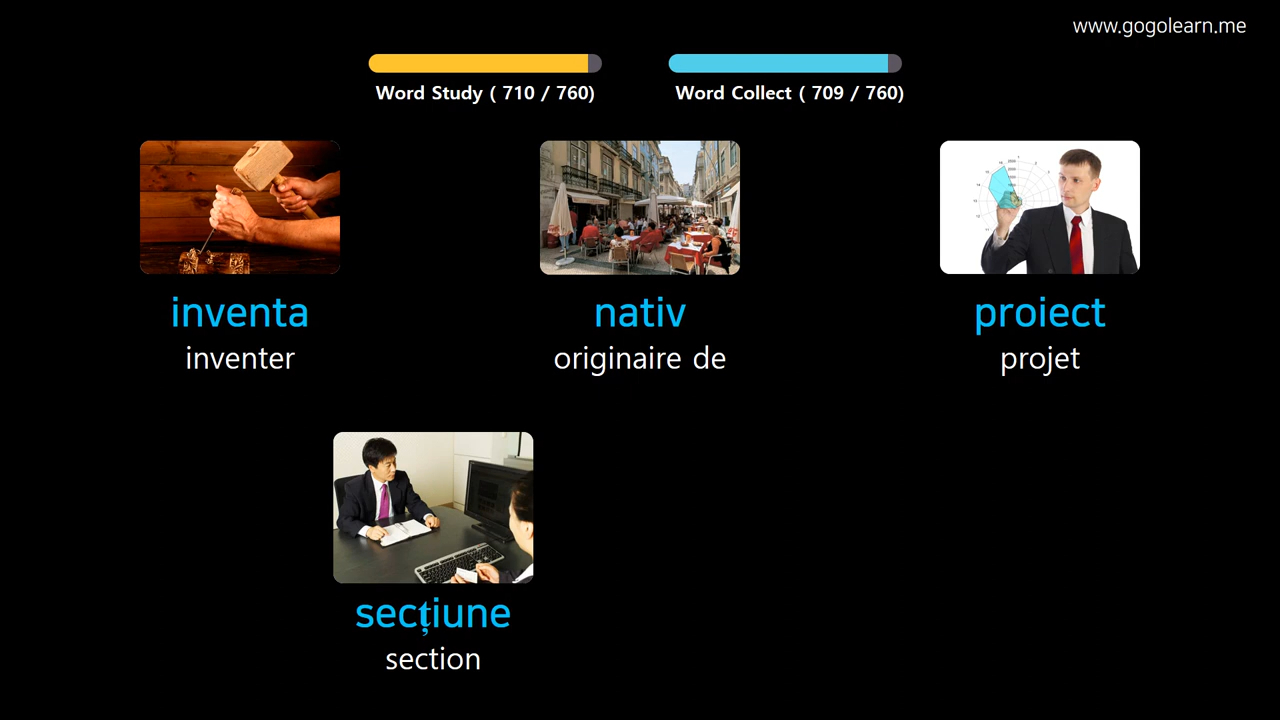 www.gogolearn.me
Word Study ( 710 / 760)
Word Collect ( 709 / 760)
inventa
inventer
nativ
originaire de
proiect
projet
secțiune
section